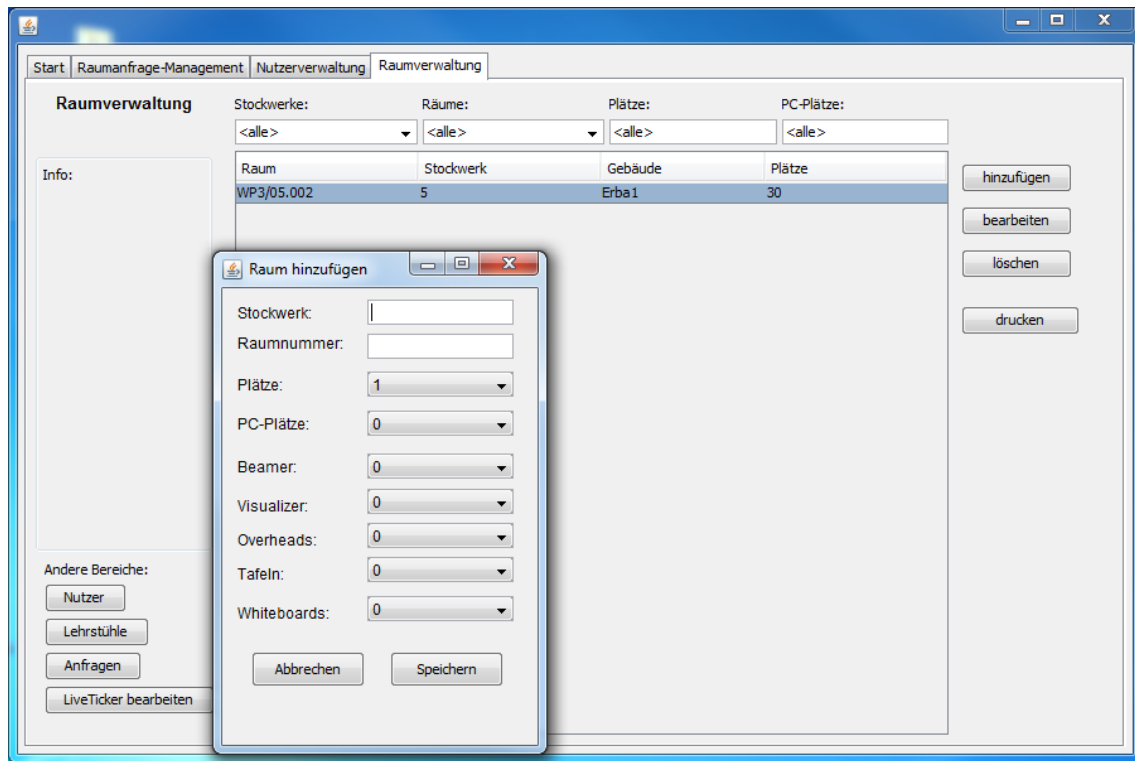 Start Raumanfrage-Management Nutzerverwaltung Raumverwaltung
Raumverwaltung
Stockwerke: Räume: Plätze: PC-Plätze:
<alle> <alle> <alle> <alle>
Info:
Raum Stockwerk Gebäude Plätze
WP3/05.002 5 Erba1 30
hinzufügen
bearbeiten
löschen
drucken
Raum hinzufügen
Stockwerk:
Raumnummer:
Plätze: 1
PC-Plätze: 0
Beamer: 0
Visualizer: 0
Overheads: 0
Tafeln: 0
Whiteboards: 0
Abbrechen Speichern
Andere Bereiche:
Nutzer
Lehrstühle
Anfragen
LiveTicker bearbeiten